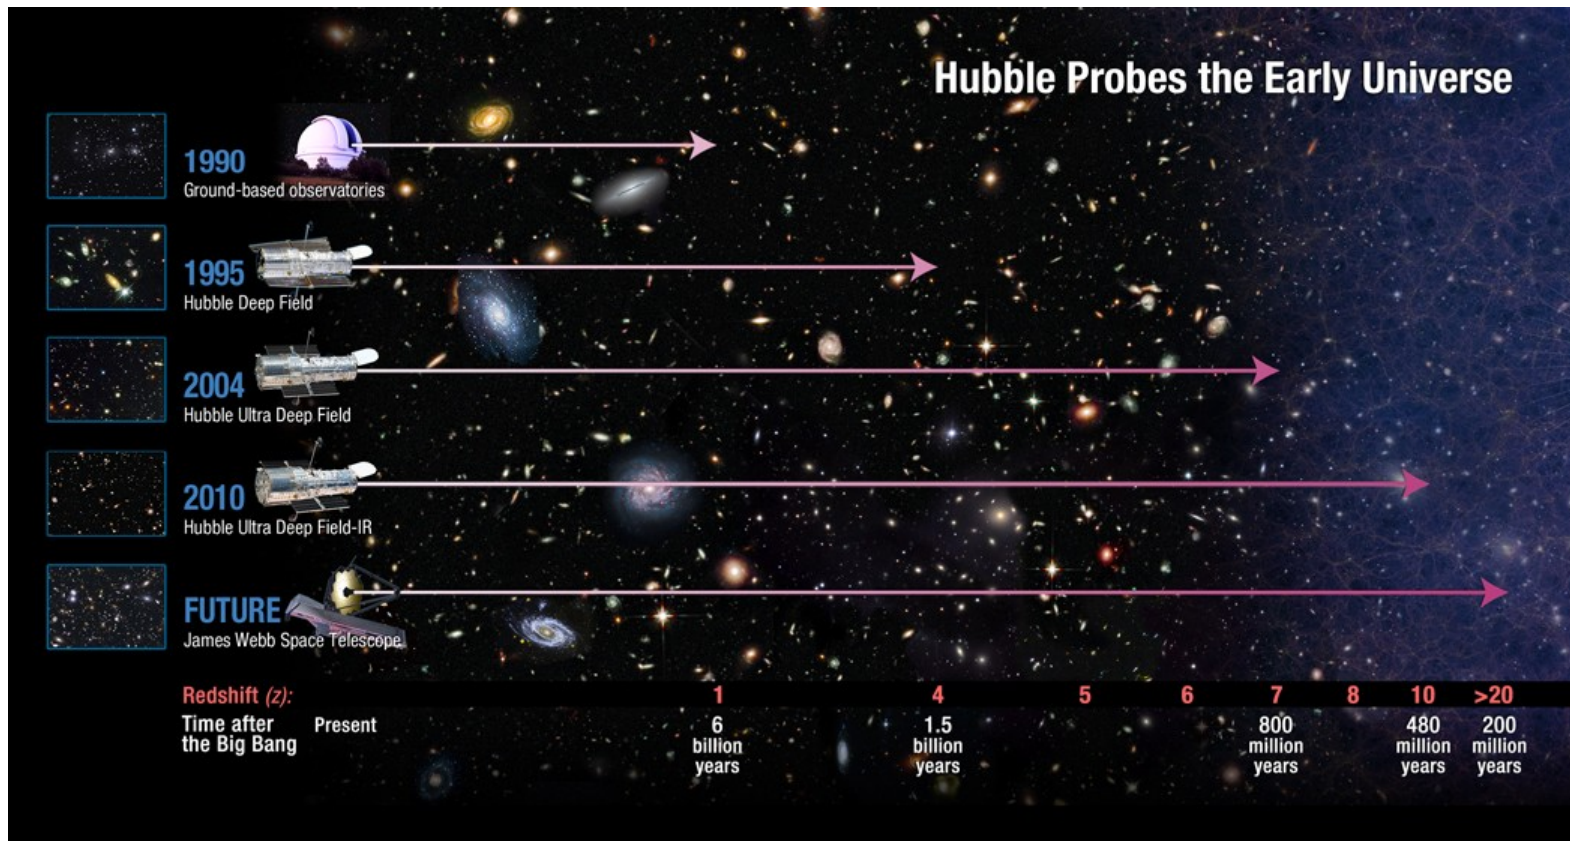 Hubble Probes the Early Universe
1990
Ground-based observatories
1995
Hubble Deep Field
2004
Hubble Ultra Deep Field
2010
Hubble Ultra Deep Field-IR
FUTURE
James Webb Space Telescope
Redshift (z): 1 4 5 6 7 8 10 >20
Time after Present 6 1.5 800 480 200
the Big Bang billion billion million million million
years years years years years